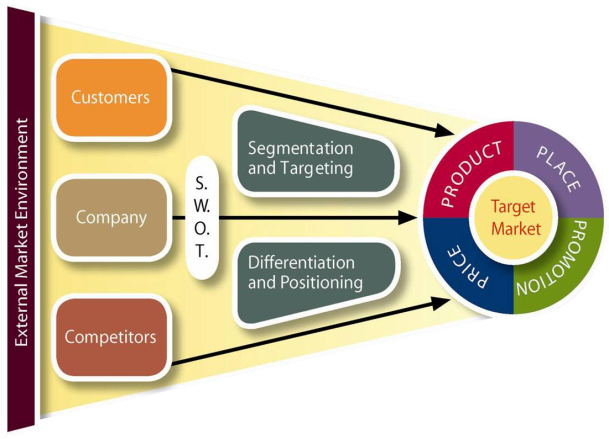 External Market Environment
Customers
Company
Competitors
S.
W.
O.
T.
Segmentation
and Targeting
Differentiation
and Positioning
PRODUCT
PLACE
PRICE
PROMOTION
Target
Market